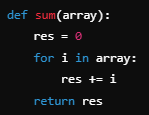 def sum(array):
    res = 0
    for i in array:
        res += i
    return res